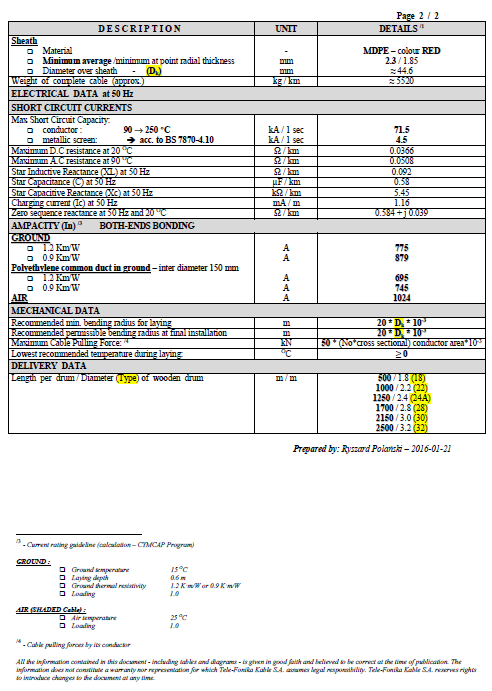 Page 2 / 2
DESCRIPTION UNIT DETAILS /1
Sheath
❑ Material - MDPE – colour RED
❑ Minimum average /minimum at point radial thickness mm 2.3 / 1.85
❑ Diameter over sheath - (Dk) mm ≈ 44.6
Weight of complete cable (approx.) kg / km ≈ 5520
ELECTRICAL DATA at 50 Hz
SHORT CIRCUIT CURRENTS
Max Short Circuit Capacity:
❑ conductor : 90 → 250 °C kA / 1 sec 71.5
❑ metallic screen: ➔ acc. to BS 7870-4.10 kA / 1 sec 4.5
Maximum D.C resistance at 20 °C Ω / km 0.0366
Maximum A.C resistance at 90 °C Ω / km 0.0508
Star Inductive Reactance (XL) at 50 Hz Ω / km 0.092
Star Capacitance (C) at 50 Hz μF / km 0.58
Star Capacitive Reactance (Xc) at 50 Hz kΩ / km 5.45
Charging current (Ic) at 50 Hz mA / m 1.16
Zero sequence reactance at 50 Hz and 20 °C Ω / km 0.584 + j 0.039
AMPACITY (In) /3 BOTH-ENDS BONDING
GROUND
❑ 1.2 Km/W A 775
❑ 0.9 Km/W A 879
Polyethylene common duct in ground – inter diameter 150 mm
❑ 1.2 Km/W A 695
❑ 0.9 Km/W A 745
AIR A 1024
MECHANICAL DATA
Recommended min. bending radius for laying m 20 * Dk * 10-3
Recommended permissible bending radius at final installation m 20 * Dk * 10-3
Maximum Cable Pulling Force: /4 kN 50 * (No*cross sectional) conductor area*10-3
Lowest recommended temperature during laying: °C ≥ 0
DELIVERY DATA
Length per drum / Diameter (Type) of wooden drum m / m 500 / 1.8 (18)
1000 / 2.2 (22)
1250 / 2.4 (24A)
1700 / 2.8 (28)
2150 / 3.0 (30)
2500 / 3.2 (32)
Prepared by: Ryszard Polanski – 2016-01-21
/3 - Current rating guideline (calculation – CYMCAP Program)
GROUND :
❑ Ground temperature 15 °C
❑ Laying depth 0.6 m
❑ Ground thermal resistivity 1.2 K·m/W or 0.9 K·m/W
❑ Loading 1.0
AIR (SHADED Cable) :
❑ Air temperature 25 °C
❑ Loading 1.0
/4 - Cable pulling forces by its conductor
All the information contained in this document - including tables and diagrams - is given in good faith and believed to be correct at the time of publication. The
information does not constitute a warranty nor representation for which Tele-Fonika Kable S.A. assumes legal responsibility. Tele-Fonika Kable S.A. reserves rights
to introduce changes to the document at any time.